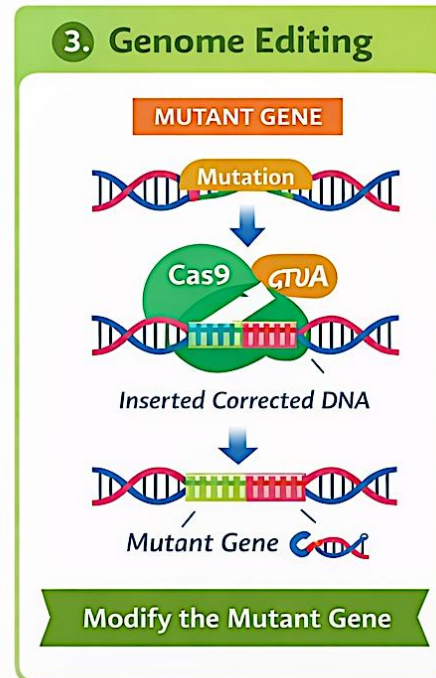 3. Genome Editing
MUTANT GENE
Mutation
Cas9
GTUA
Inserted Corrected DNA
Mutant Gene
Modify the Mutant Gene